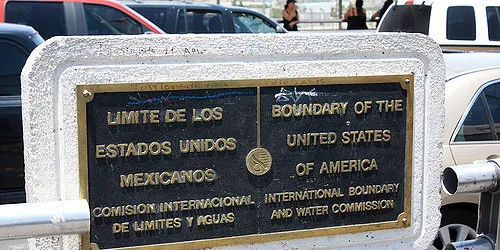 LIMITE DE LOS
ESTADOS UNIDOS
MEXICANOS
COMISION INTERNACIONAL
DE LIMITES Y AGUAS
BOUNDARY OF THE
UNITED STATES
OF AMERICA
INTERNATIONAL BOUNDARY
AND WATER COMMISSION